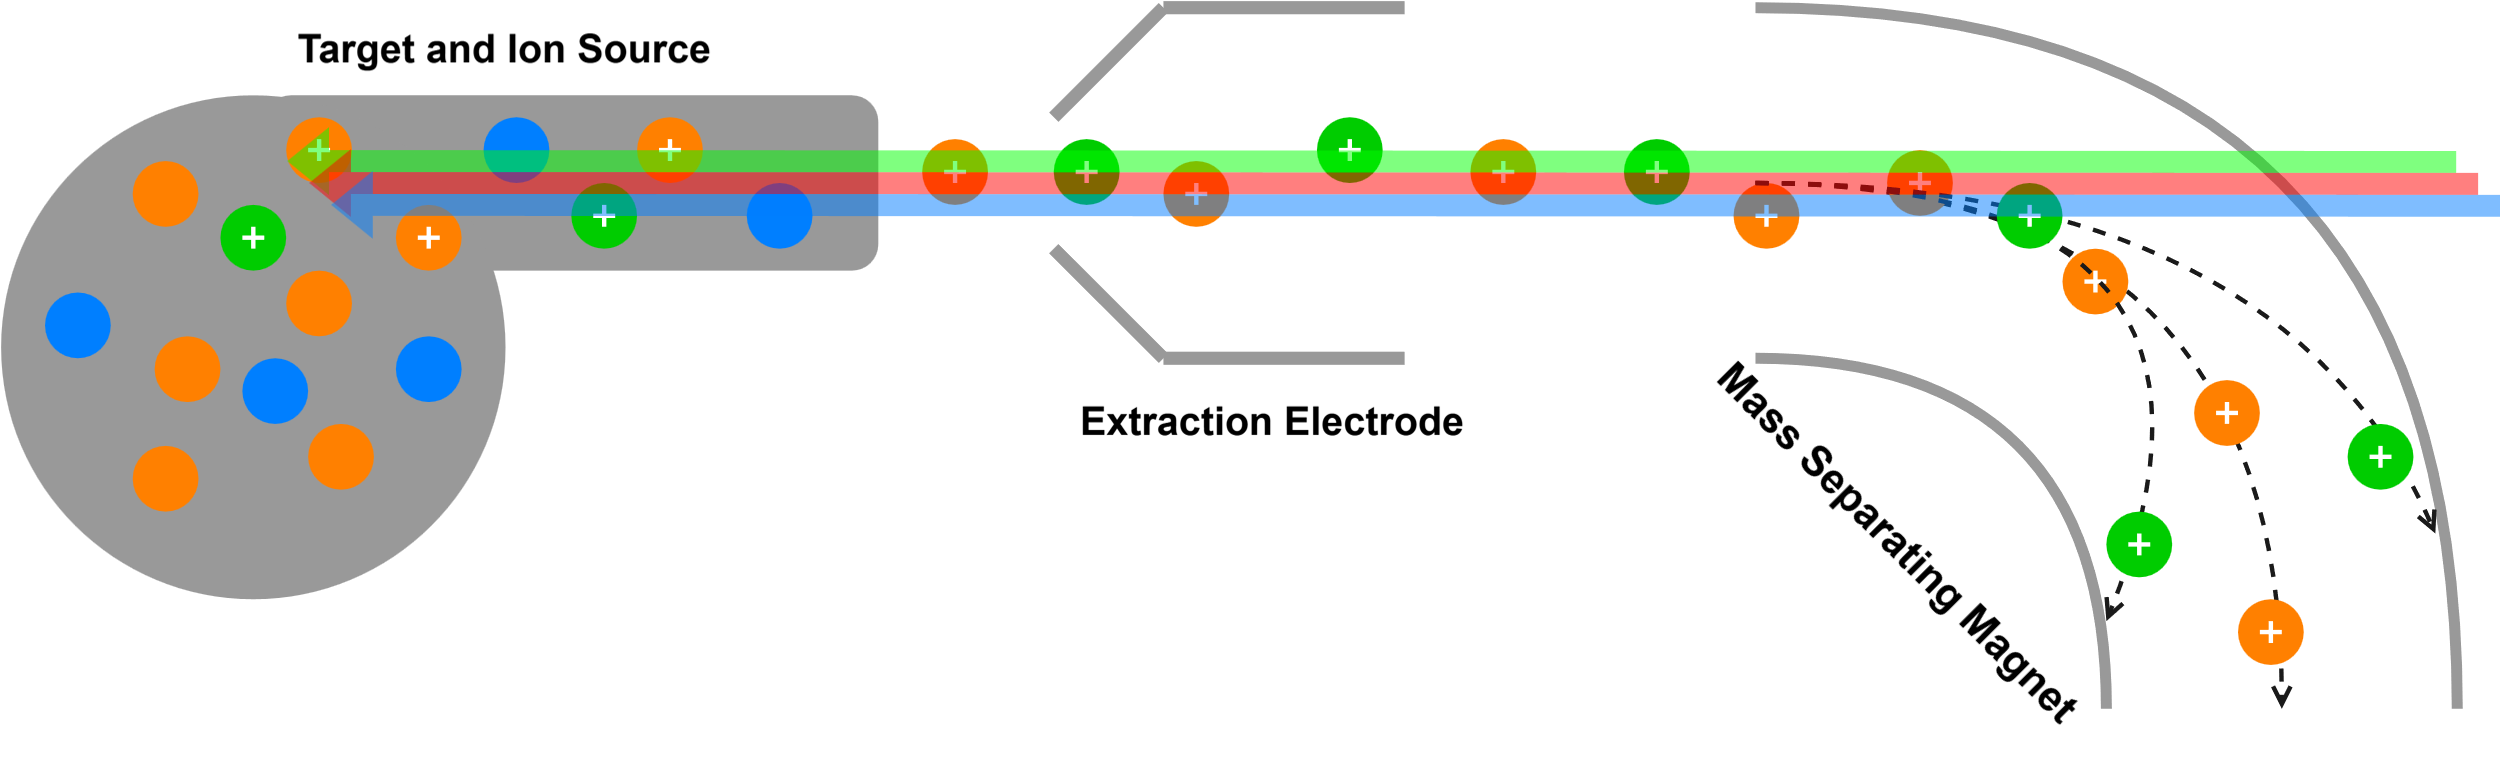 Target and Ion Source
Extraction Electrode
Mass Separating Magnet